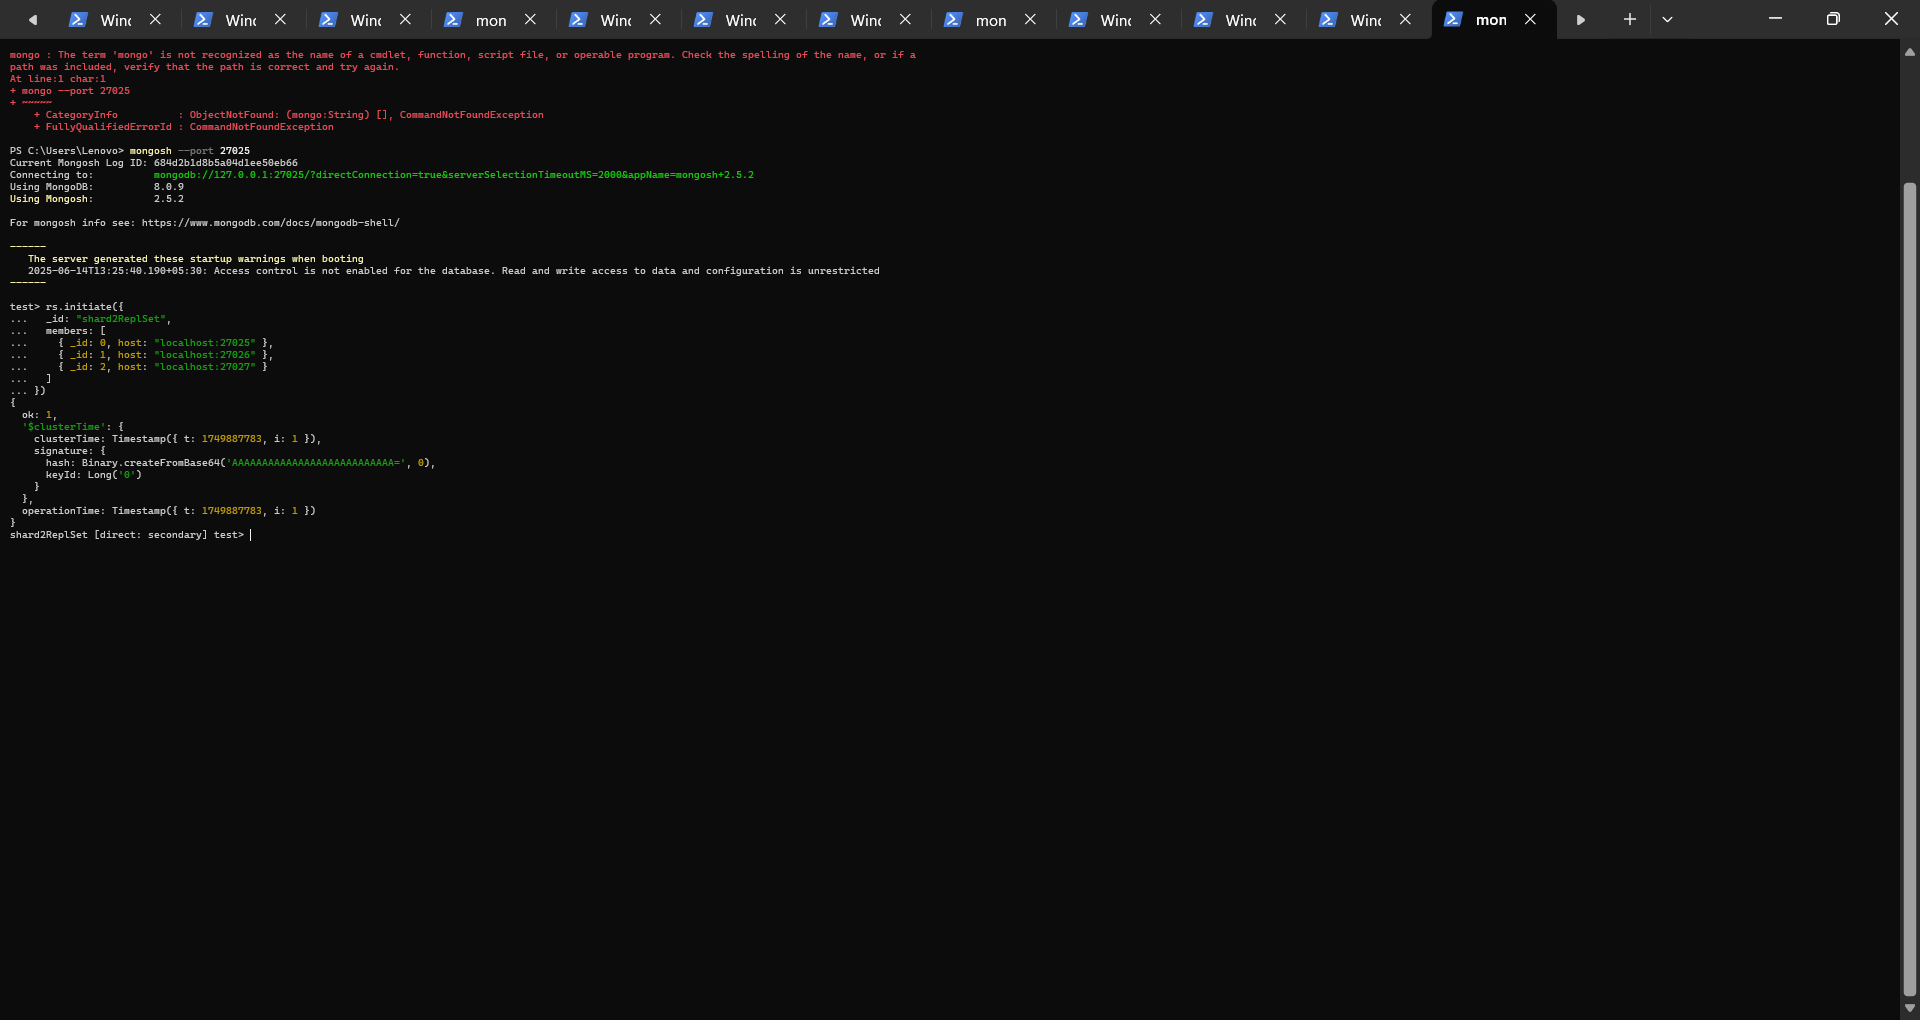 Winc Winc Winc mon Winc Winc Winc mon Winc Winc Winc mon
mongo : The term 'mongo' is not recognized as the name of a cmdlet, function, script file, or operable program. Check the spelling of the name, or if a
path was included, verify that the path is correct and try again.
At line:1 char:1
+ mongo --port 27025
+ ~~~~~
    + CategoryInfo          : ObjectNotFound: (mongo:String) [], CommandNotFoundException
    + FullyQualifiedErrorId : CommandNotFoundException
PS C:\Users\Lenovo> mongosh --port 27025
Current Mongosh Log ID: 684d2b1d8b5a04d1ee50eb66
Connecting to:          mongodb://127.0.0.1:27025/?directConnection=true&serverSelectionTimeoutMS=2000&appName=mongosh+2.5.2
Using MongoDB:          8.0.9
Using Mongosh:          2.5.2
For mongosh info see: https://www.mongodb.com/docs/mongodb-shell/
------
   The server generated these startup warnings when booting
   2025-06-14T13:25:40.190+05:30: Access control is not enabled for the database. Read and write access to data and configuration is unrestricted
------
test> rs.initiate({
...   _id: "shard2ReplSet",
...   members: [
...     { _id: 0, host: "localhost:27025" },
...     { _id: 1, host: "localhost:27026" },
...     { _id: 2, host: "localhost:27027" }
...   ]
... })
{
  ok: 1,
  '$clusterTime': {
    clusterTime: Timestamp({ t: 1749887783, i: 1 }),
    signature: {
      hash: Binary.createFromBase64('AAAAAAAAAAAAAAAAAAAAAAAAAAA=', 0),
      keyId: Long('0')
    }
  },
  operationTime: Timestamp({ t: 1749887783, i: 1 })
}
shard2ReplSet [direct: secondary] test>